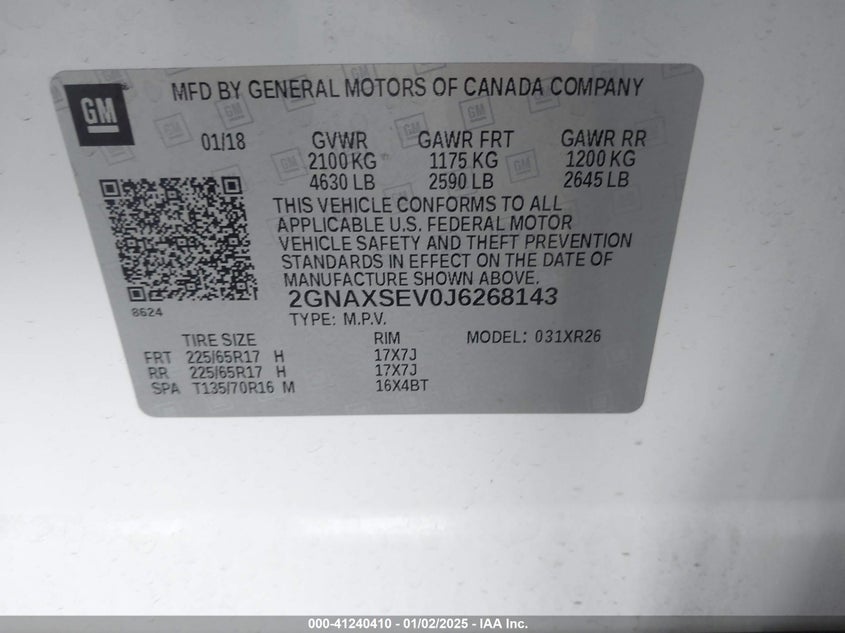 GM
MFD BY GENERAL MOTORS OF CANADA COMPANY
01/18 GVWR GAWR FRT GAWR RR
2100 KG 1175 KG 1200 KG
4630 LB 2590 LB 2645 LB
THIS VEHICLE CONFORMS TO ALL
APPLICABLE U.S. FEDERAL MOTOR
VEHICLE SAFETY AND THEFT PREVENTION
STANDARDS IN EFFECT ON THE DATE OF
MANUFACTURE SHOWN ABOVE.
2GNAXSEV0J6268143
8624
TYPE: M.P.V.
TIRE SIZE RIM MODEL: 031XR26
FRT 225/65R17 H 17X7J
RR 225/65R17 H 17X7J
SPA T135/70R16 M 16X4BT
000-41240410 - 01/02/2025 - IAA Inc.